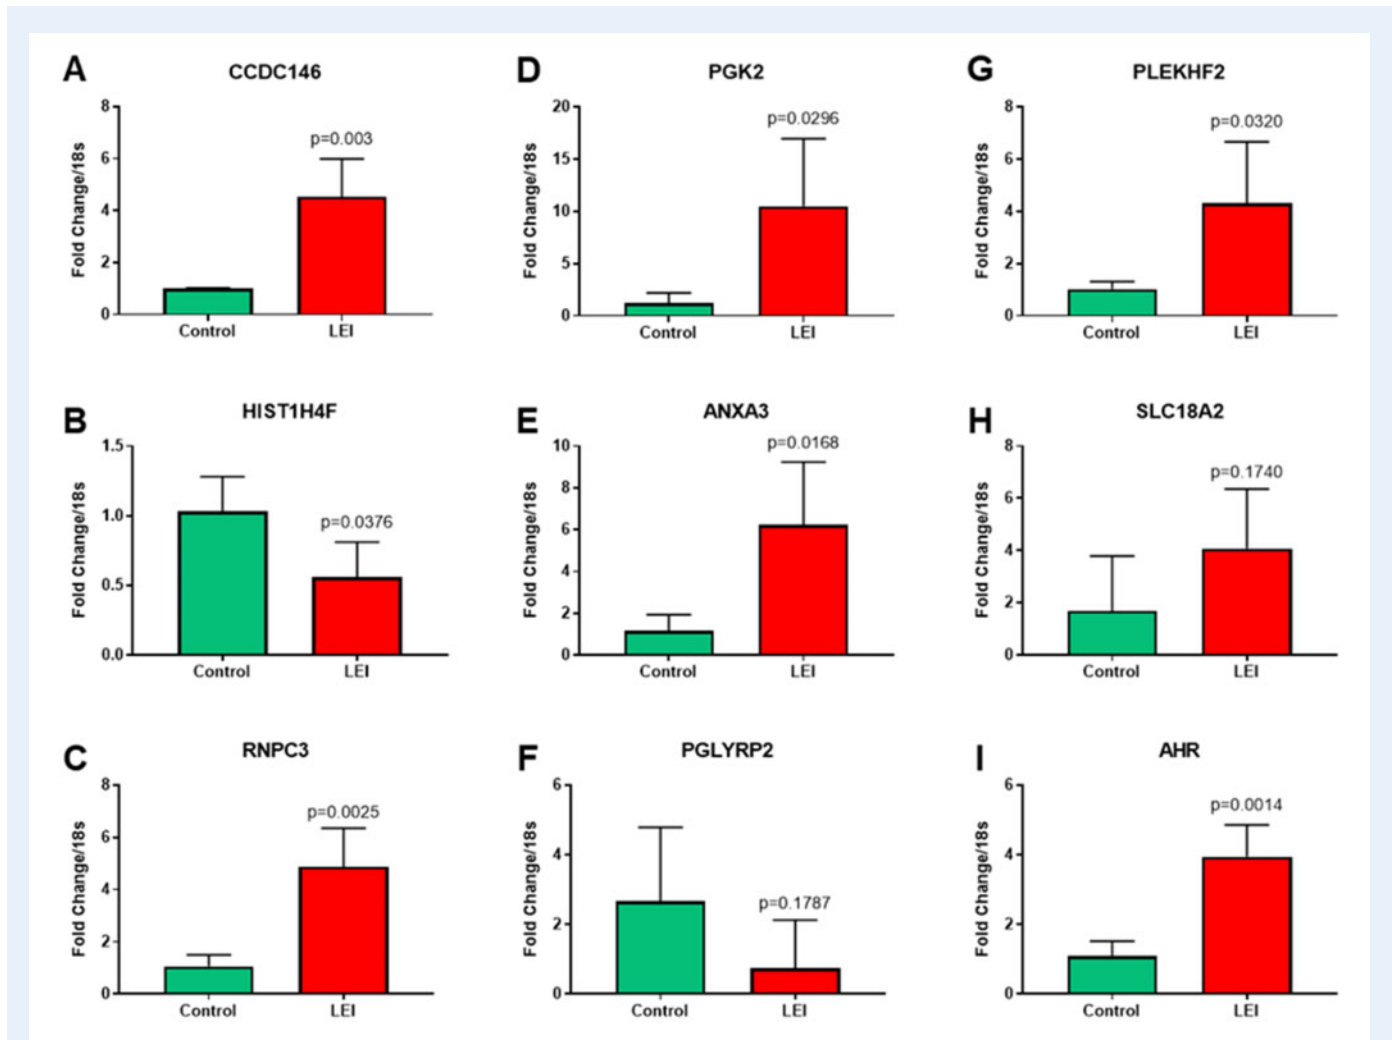 A
CCDC146
Fold Change/18s
8
6
4
2
0
p=0.003
Control
LEI
D
PGK2
Fold Change/18s
20
15
10
5
0
p=0.0296
Control
LEI
G
PLEKHF2
Fold Change/18s
8
6
4
2
0
p=0.0320
Control
LEI
B
HIST1H4F
Fold Change/18s
1.5
1.0
0.5
0.0
p=0.0376
Control
LEI
E
ANXA3
Fold Change/18s
10
8
6
4
2
0
p=0.0168
Control
LEI
H
SLC18A2
Fold Change/18s
8
6
4
2
0
p=0.1740
Control
LEI
C
RNPC3
Fold Change/18s
8
6
4
2
0
p=0.0025
Control
LEI
F
PGLYRP2
Fold Change/18s
6
4
2
0
p=0.1787
Control
LEI
I
AHR
Fold Change/18s
6
4
2
0
p=0.0014
Control
LEI